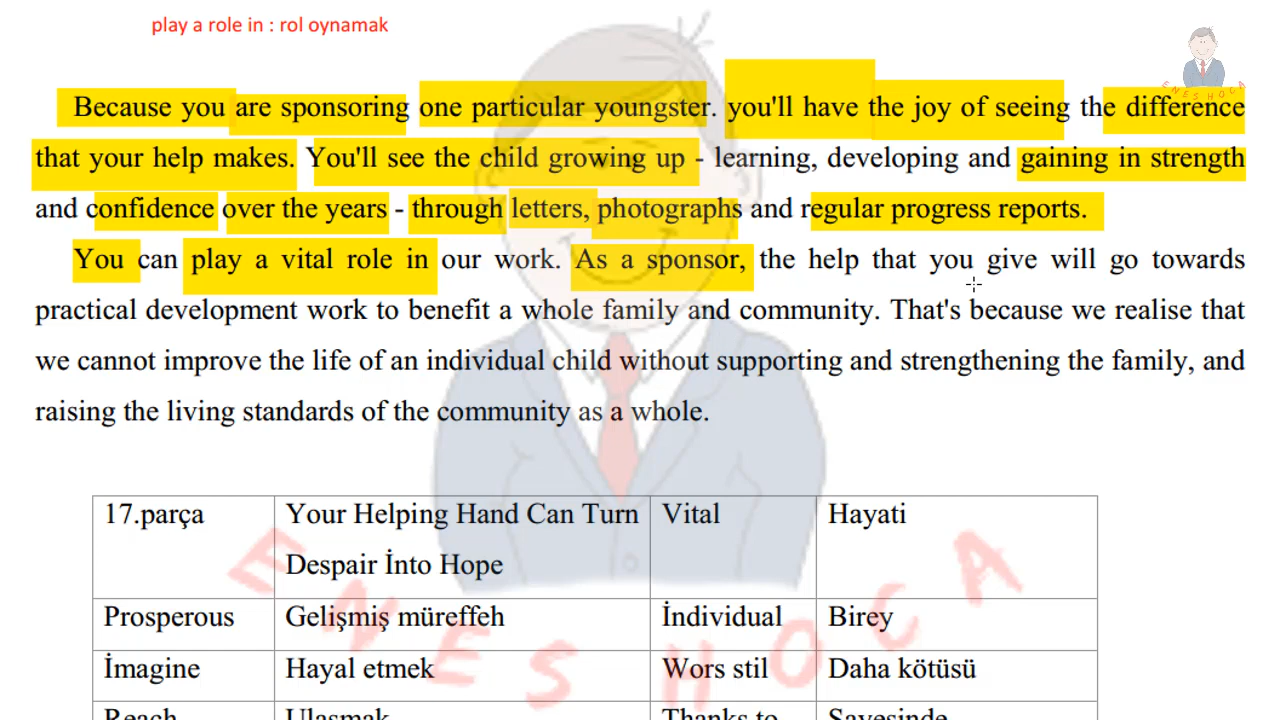 play a role in : rol oynamak
ENES HOCA
Because you are sponsoring one particular youngster. you'll have the joy of seeing the difference
that your help makes. You'll see the child growing up - learning, developing and gaining in strength
and confidence over the years - through letters, photographs and regular progress reports.
You can play a vital role in our work. As a sponsor, the help that you give will go towards
practical development work to benefit a whole family and community. That's because we realise that
we cannot improve the life of an individual child without supporting and strengthening the family, and
raising the living standards of the community as a whole.
17.parça Your Helping Hand Can Turn Vital Hayati
Despair İnto Hope
Prosperous Gelişmiş müreffeh İndividual Birey
İmagine Hayal etmek Wors stil Daha kötüsü
Reach Ulaşmak Thanks to Sayesinde
ENES HOCA